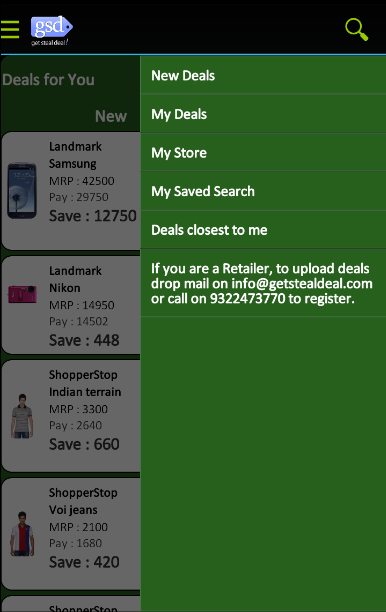 gsd
get steal deal!
Deals for You
New
Landmark
Samsung
MRP : 42500
Pay : 29750
Save : 12750
Landmark
Nikon
MRP : 14950
Pay : 14502
Save : 448
ShopperStop
Indian terrain
MRP : 3300
Pay : 2640
Save : 660
ShopperStop
Voi jeans
MRP : 2100
Pay : 1680
Save : 420
ShopperStop
New Deals
My Deals
My Store
My Saved Search
Deals closest to me
If you are a Retailer, to upload deals
drop mail on info@getstealdeal.com
or call on 9322473770 to register.